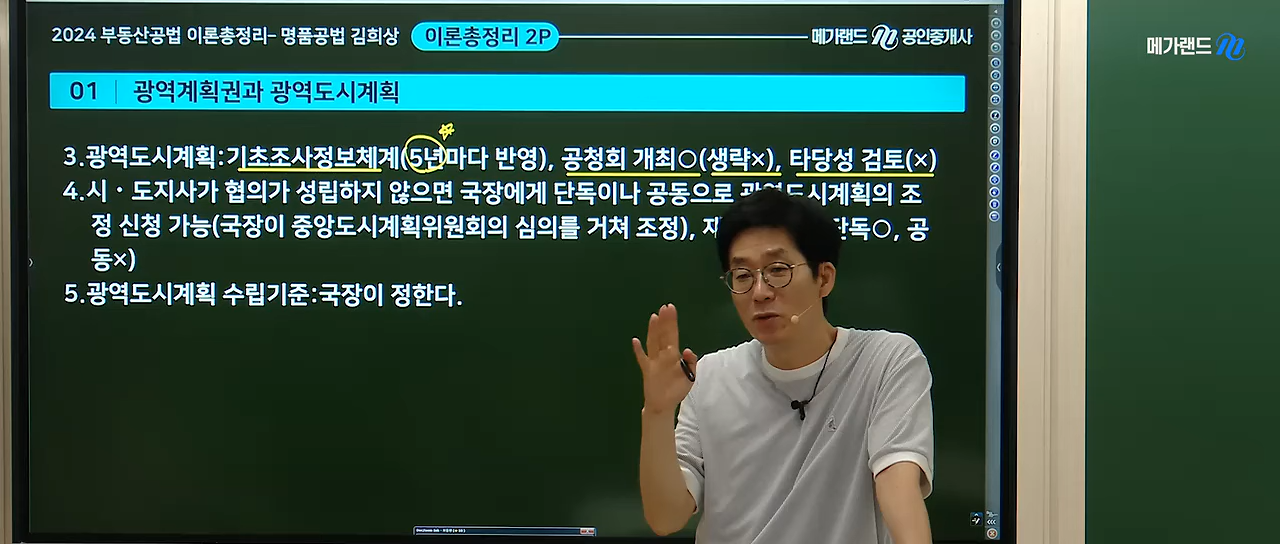 2024 부동산공법 이론총정리- 명품공법 김희상 이론총정리 2P 메가랜드 공인중개사
메가랜드
01 광역계획권과 광역도시계획
3.광역도시계획:기초조사정보체계(5년마다 반영), 공청회 개최○(생략×), 타당성 검토(×)
4.시·도지사가 협의가 성립하지 않으면 국장에게 단독이나 공동으로 광역도시계획의 조
정 신청 가능(국장이 중앙도시계획위원회의 심의를 거쳐 조정), 단독○, 공
동×)
5.광역도시계획 수립기준:국장이 정한다.